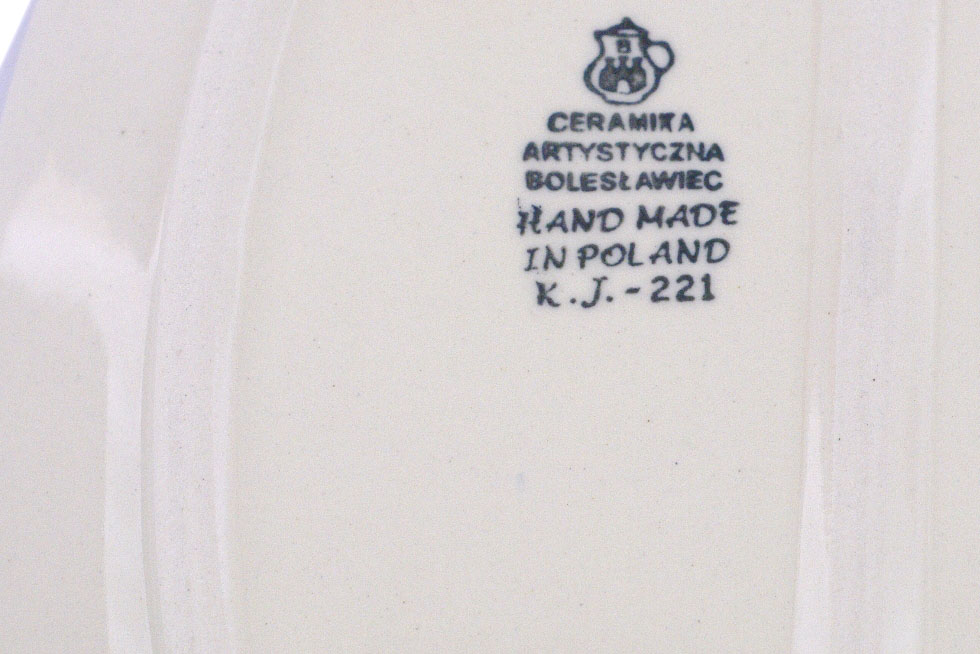 B
CERAMIKA
ARTYSTYCZNA
BOLESŁAWIEC
HAND MADE
IN POLAND
K.J.-221